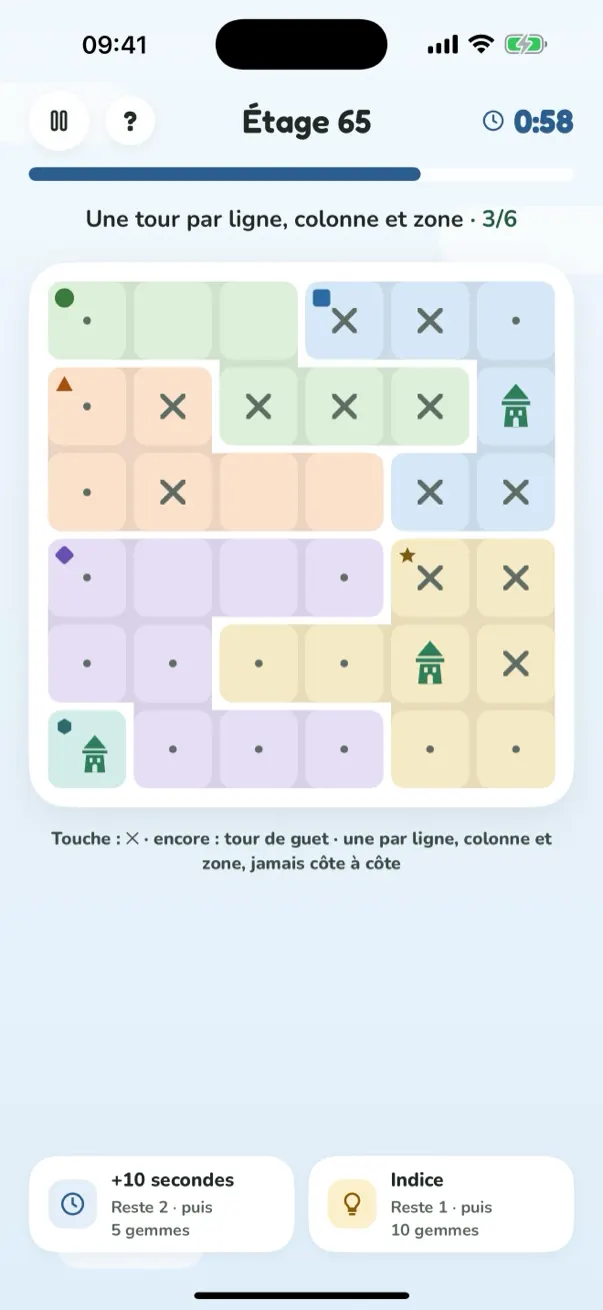 09:41
?
Étage 65
0:58
Une tour par ligne, colonne et zone · 3/6
Touche : × · encore : tour de guet · une par ligne, colonne et
zone, jamais côte à côte
+10 secondes
Reste 2 · puis
5 gemmes
Indice
Reste 1 · puis
10 gemmes